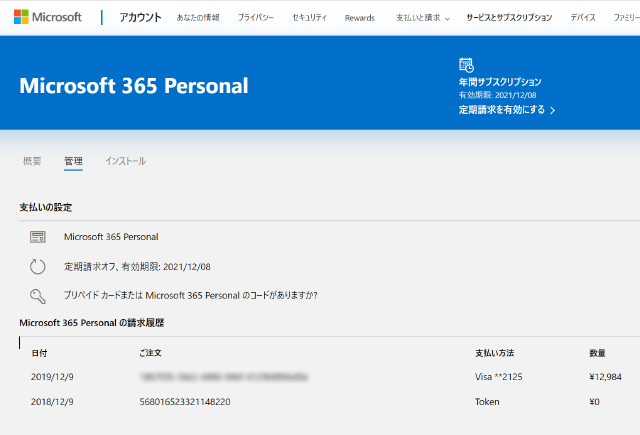 Microsoft アカウント あなたの情報 プライバシー セキュリティ Rewards 支払いと請求 サービスとサブスクリプション デバイス ファミリー
Microsoft 365 Personal
年間サブスクリプション
有効期限: 2021/12/08
定期請求を有効にする
概要 管理 インストール
支払いの設定
Microsoft 365 Personal
定期請求オフ、有効期限: 2021/12/08
プリペイド カードまたは Microsoft 365 Personal のコードがありますか?
Microsoft 365 Personal の請求履歴
日付 ご注文 支払い方法 数量
2019/12/9 Visa **2125 ¥12,984
2018/12/9 568016523321148220 Token ¥0